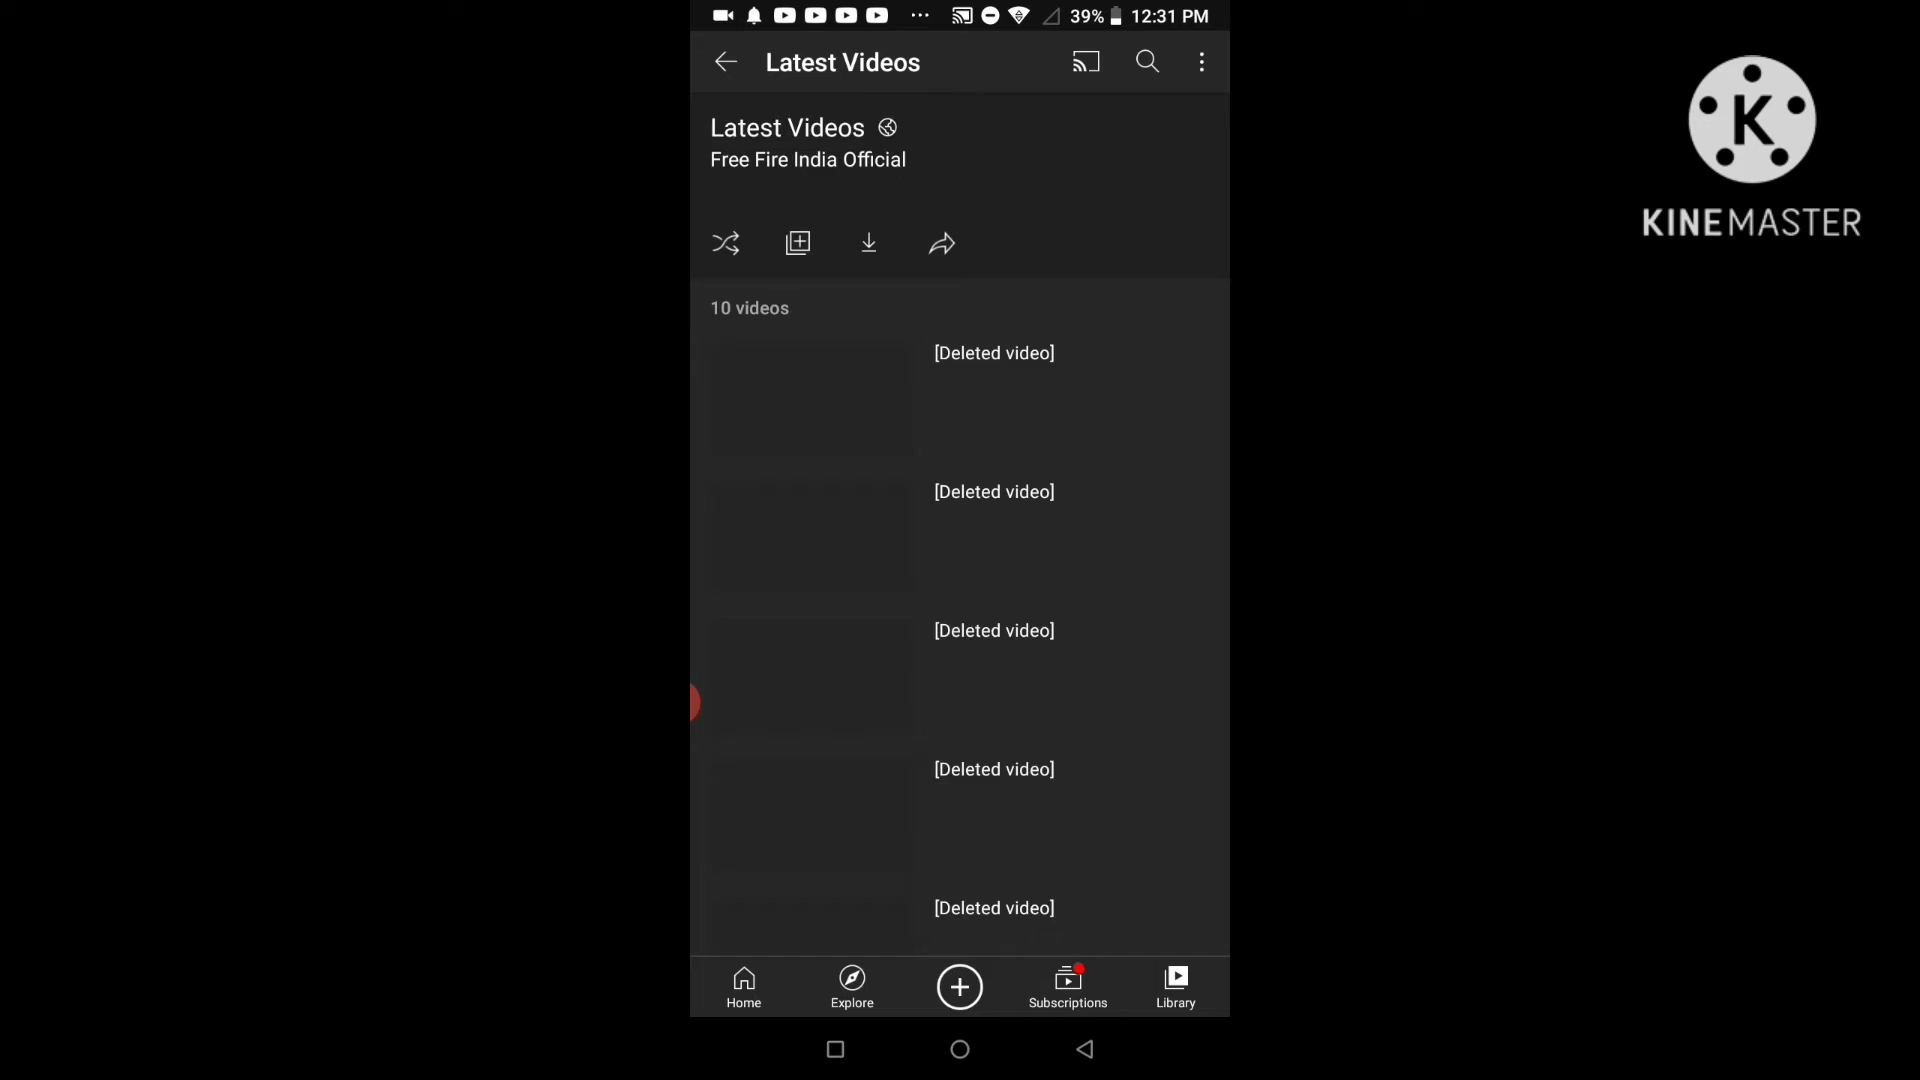 39% 12:31 PM
Latest Videos
Latest Videos
Free Fire India Official
10 videos
[Deleted video]
[Deleted video]
[Deleted video]
[Deleted video]
[Deleted video]
Home Explore Subscriptions Library
K
KINEMASTER